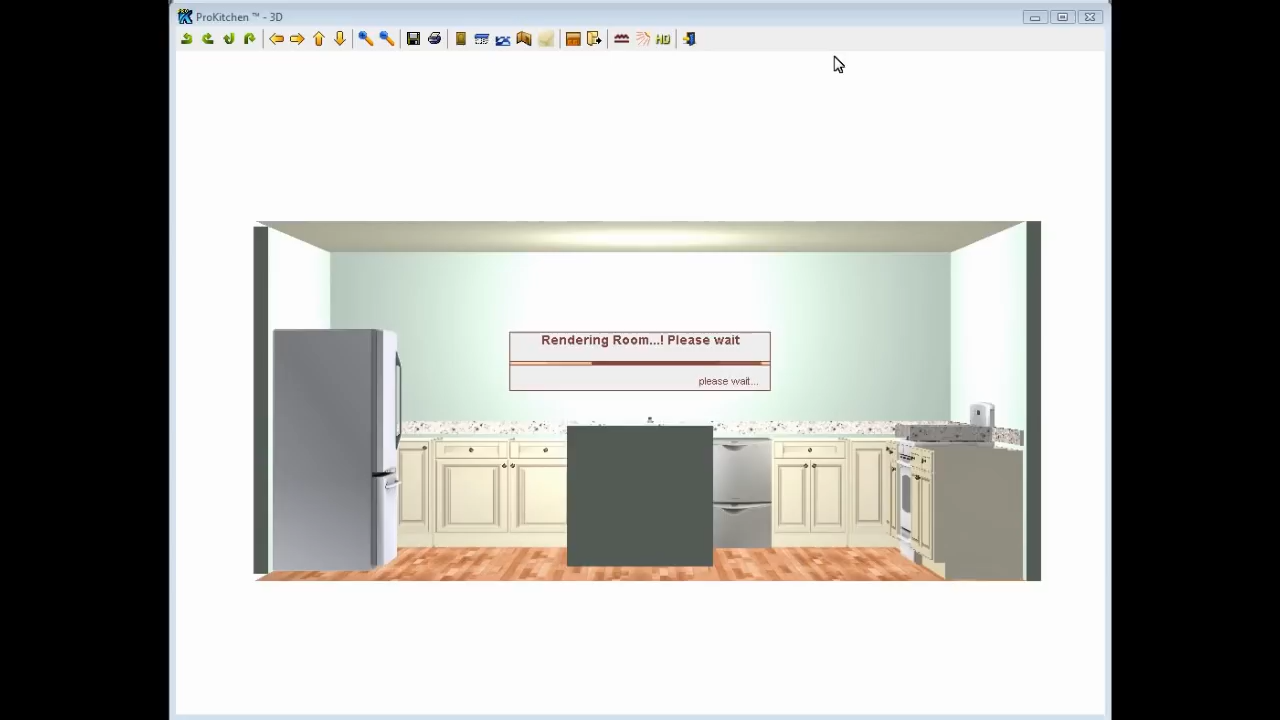 ProKitchen ™ - 3D
HD
Rendering Room...! Please wait
please wait...